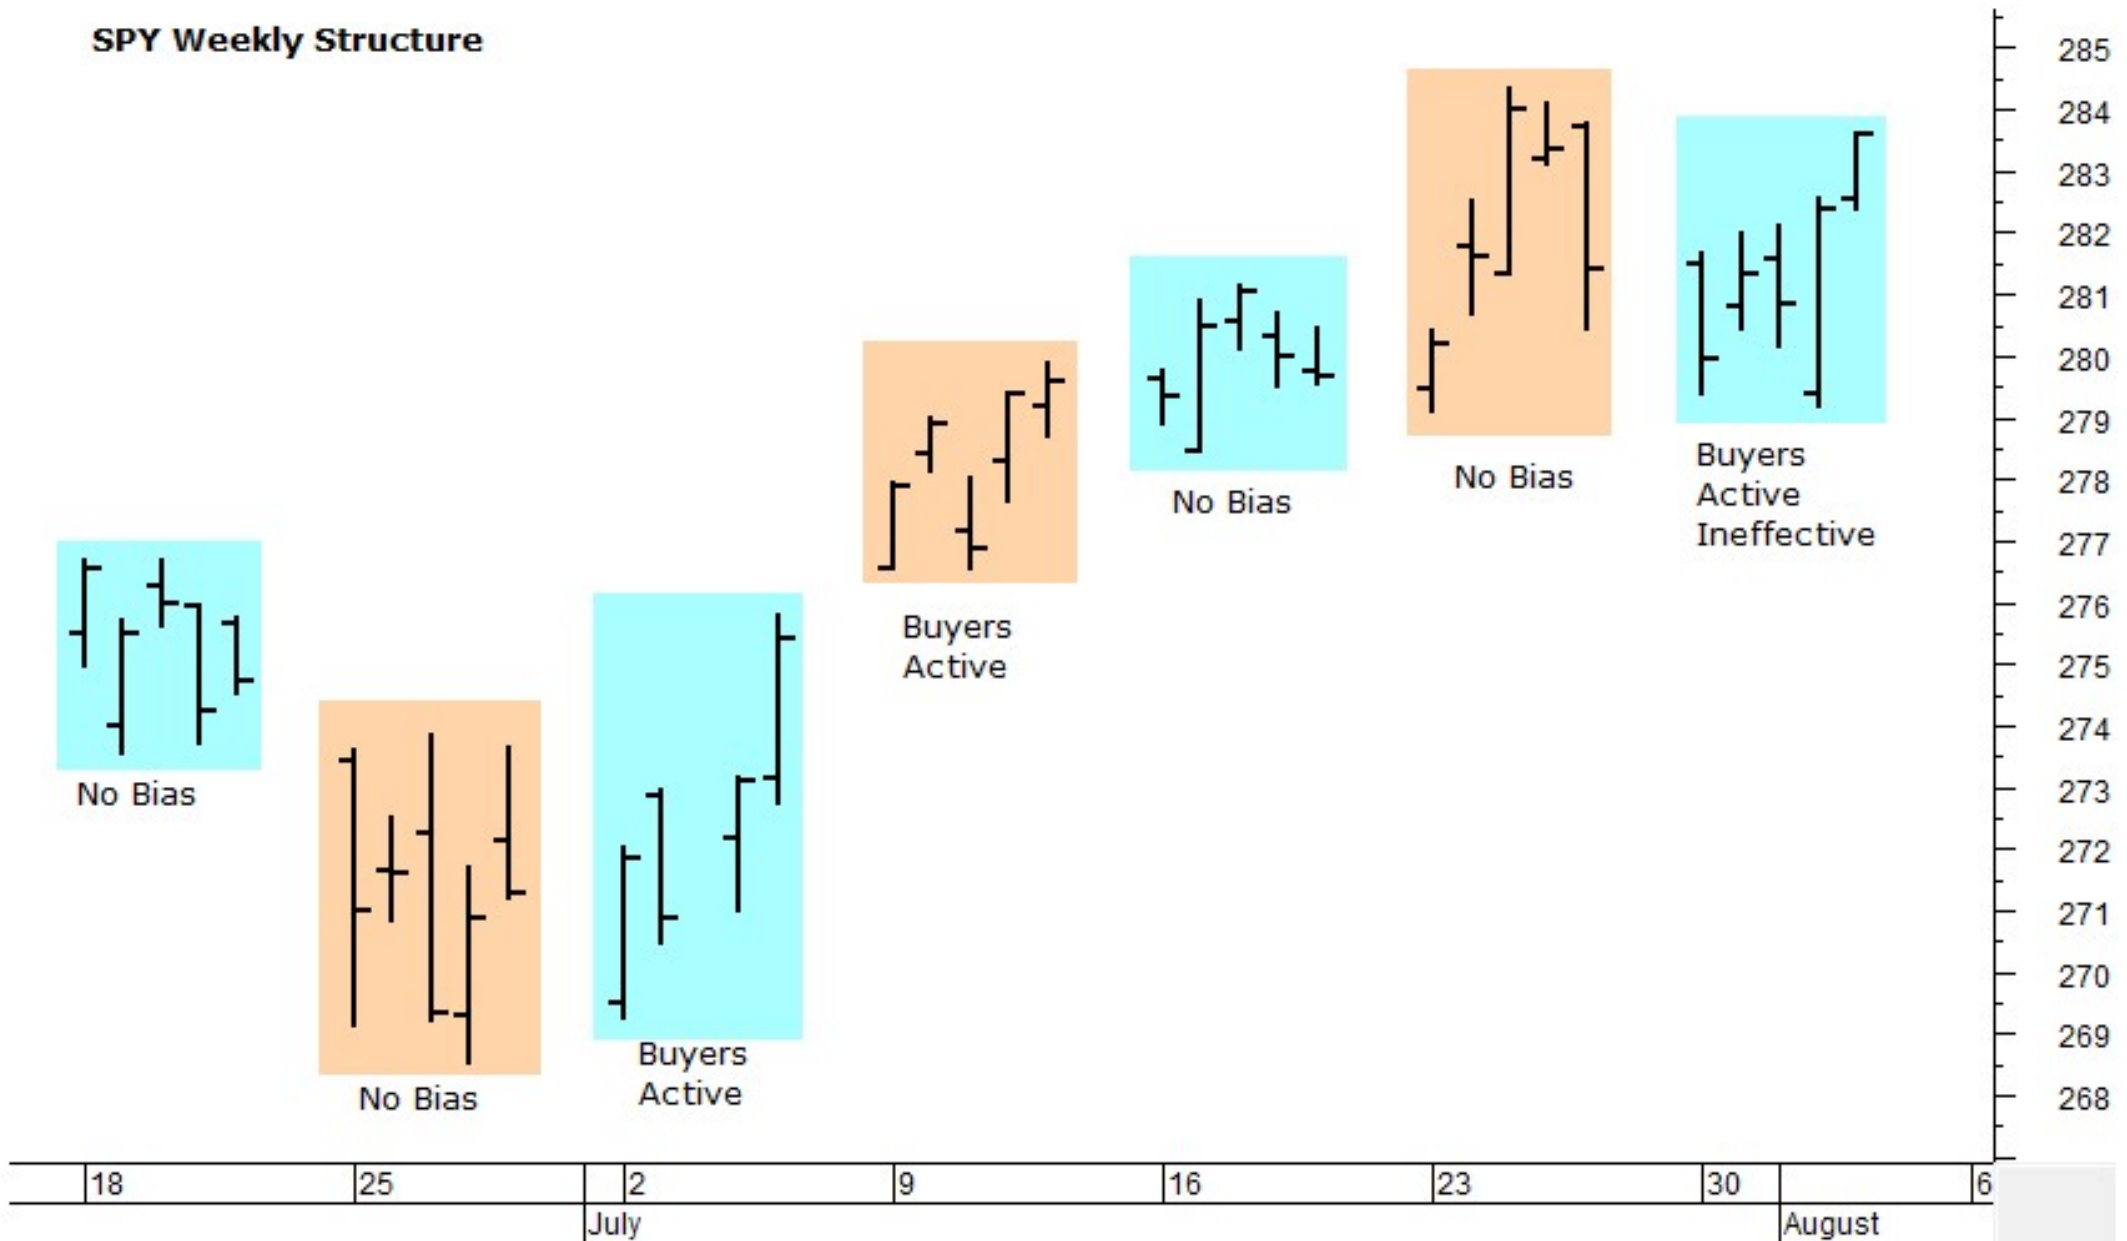 SPY Weekly Structure
285
284
283
282
281
280
279
278
277
276
275
274
273
272
271
270
269
268
No Bias
No Bias
Buyers
Active
Buyers
Active
No Bias
No Bias
Buyers
Active
Ineffective
18 25 2 9 16 23 30 6
July August